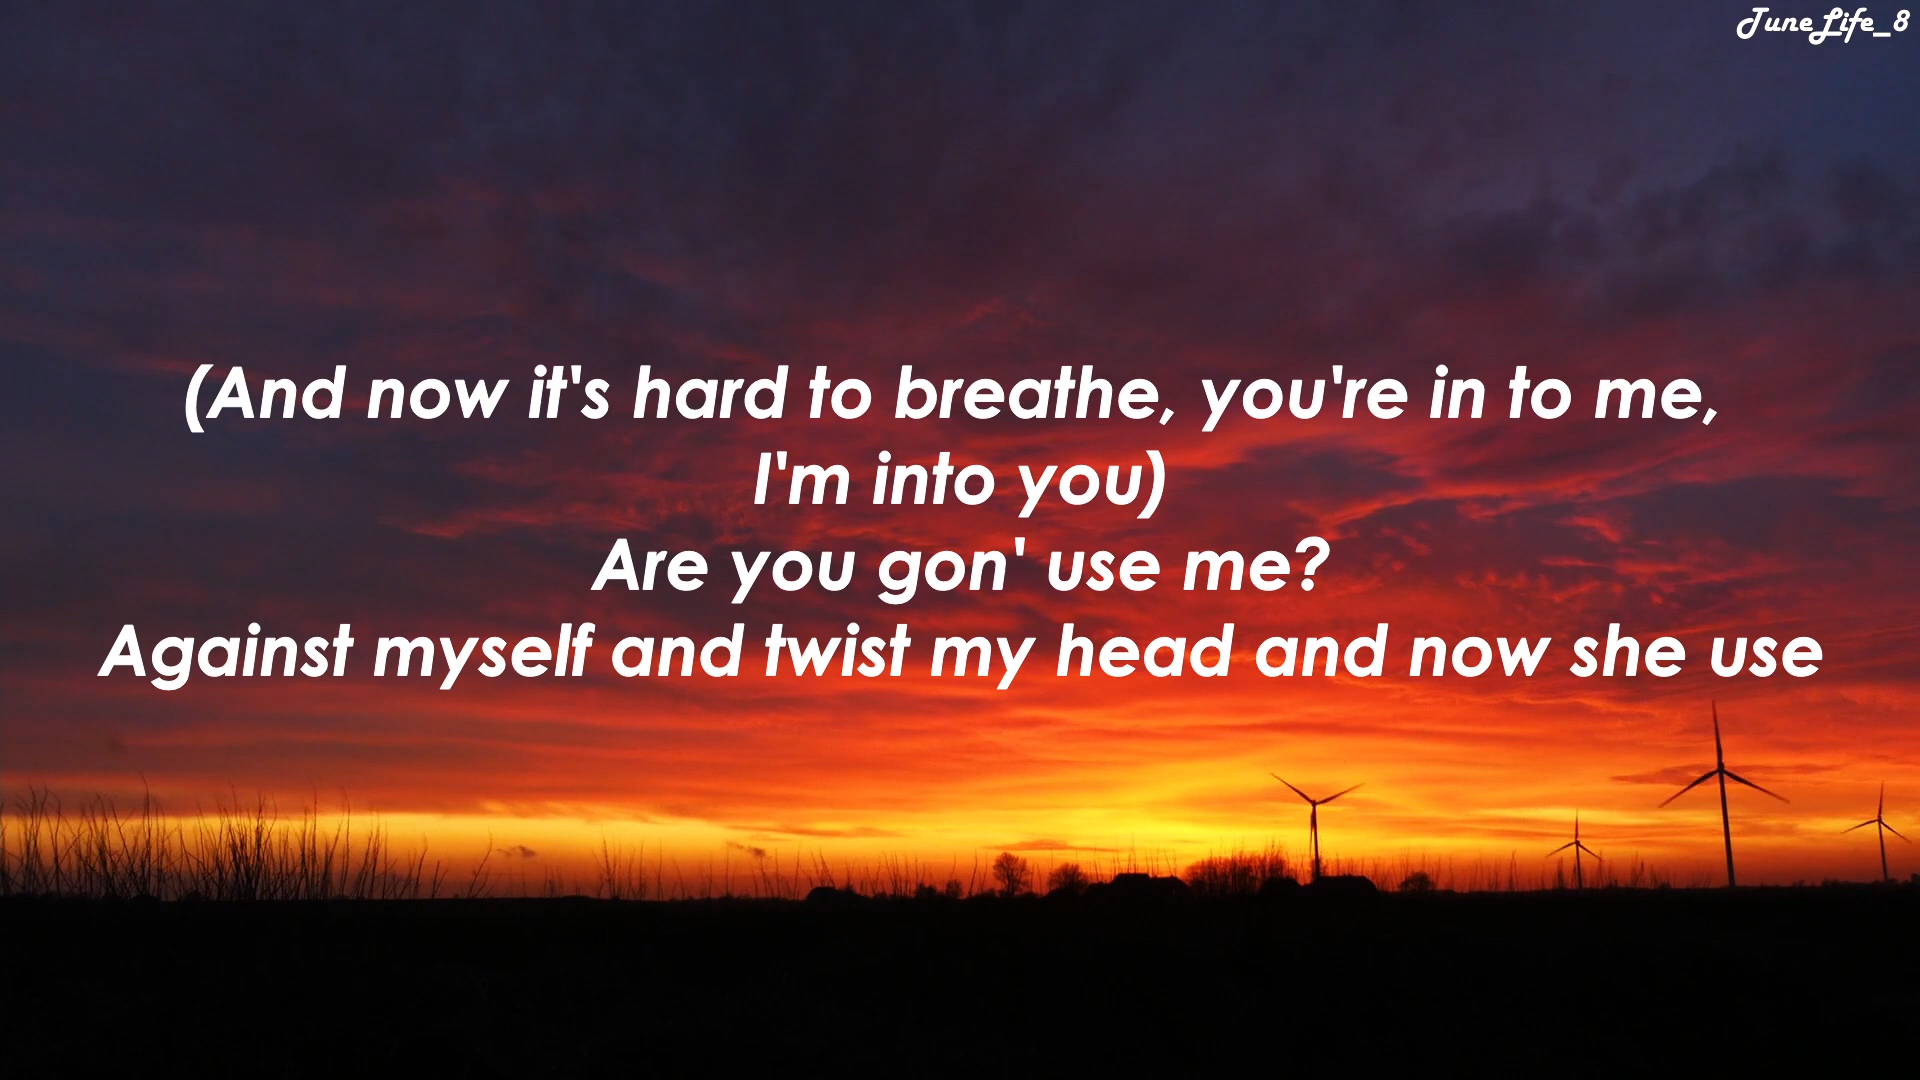 TuneLife_8
(And now it's hard to breathe, you're in to me,
I'm into you)
Are you gon' use me?
Against myself and twist my head and now she use